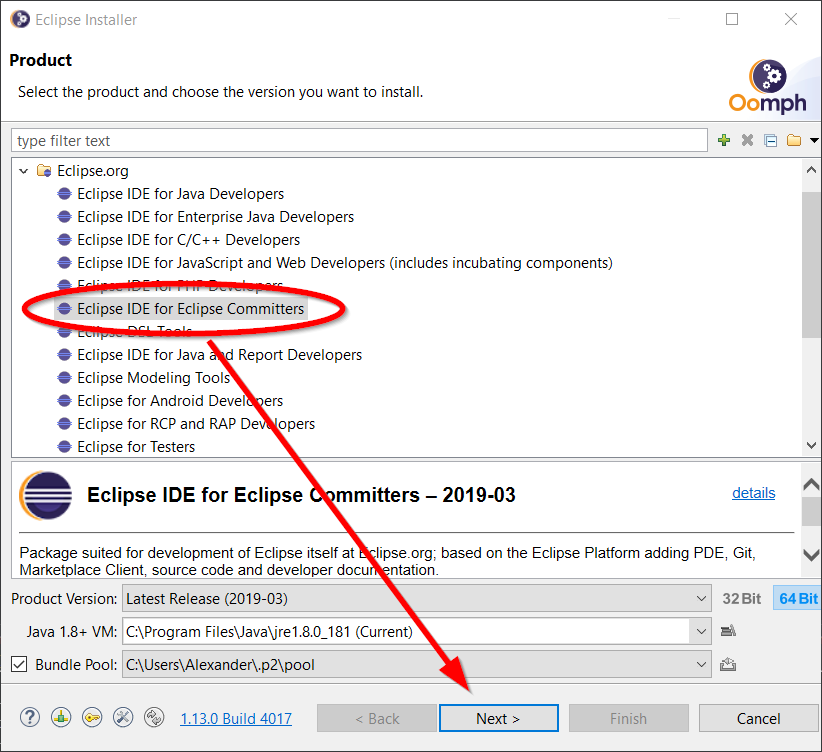 Eclipse Installer
Product
Select the product and choose the version you want to install.
Oomph
type filter text
Eclipse.org
Eclipse IDE for Java Developers
Eclipse IDE for Enterprise Java Developers
Eclipse IDE for C/C++ Developers
Eclipse IDE for JavaScript and Web Developers (includes incubating components)
Eclipse IDE for PHP Developers
Eclipse IDE for Eclipse Committers
Eclipse DSL Tools
Eclipse IDE for Java and Report Developers
Eclipse Modeling Tools
Eclipse for Android Developers
Eclipse for RCP and RAP Developers
Eclipse for Testers
Eclipse IDE for Eclipse Committers – 2019-03
details
Package suited for development of Eclipse itself at Eclipse.org; based on the Eclipse Platform adding PDE, Git,
Marketplace Client, source code and developer documentation.
Product Version: Latest Release (2019-03) 32 Bit 64 Bit
Java 1.8+ VM: C:\Program Files\Java\jre1.8.0_181 (Current)
Bundle Pool: C:\Users\Alexander\.p2\pool
1.13.0 Build 4017 < Back Next > Finish Cancel